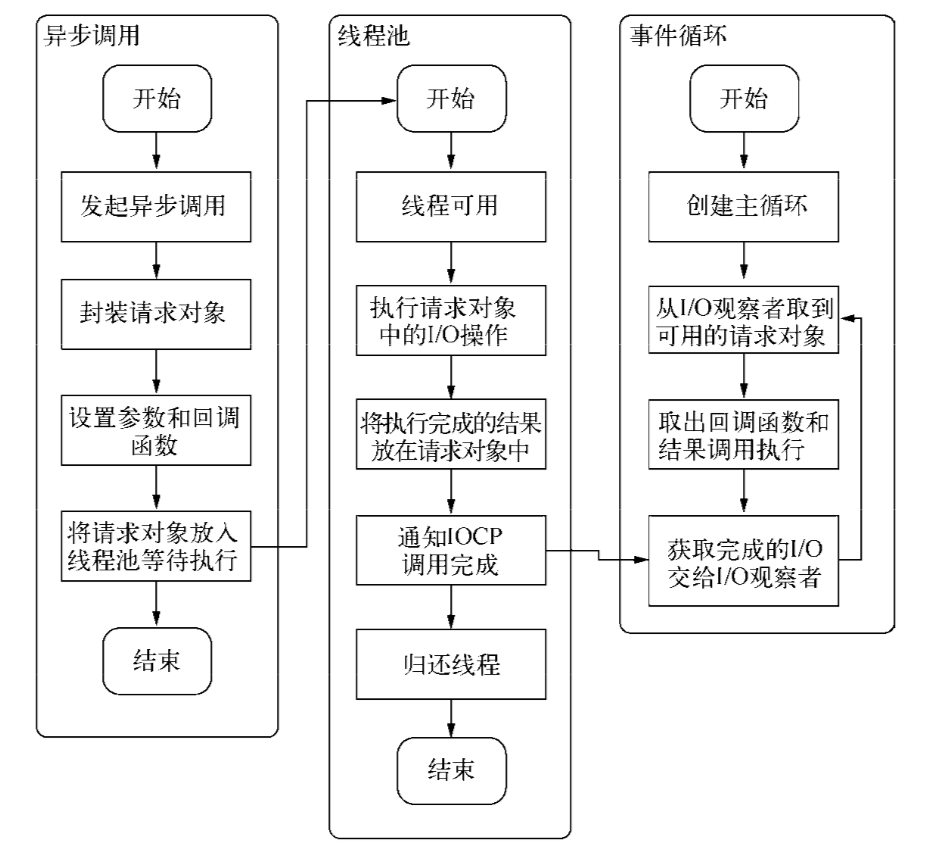 异步调用
开始
发起异步调用
封装请求对象
设置参数和回调
函数
将请求对象放入
线程池等待执行
结束
线程池
开始
线程可用
执行请求对象
中的I/O操作
将执行完成的结果
放在请求对象中
通知IOCP
调用完成
归还线程
结束
事件循环
开始
创建主循环
从I/O观察者取到
可用的请求对象
取出回调函数和
结果调用执行
获取完成的I/O
交给I/O观察者